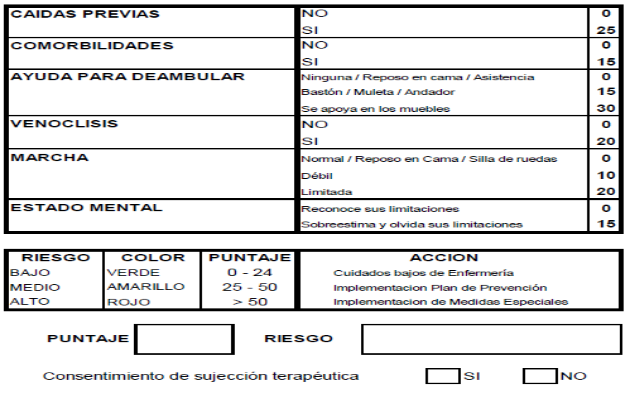 CAIDAS PREVIAS NO 0
SI 25
COMORBILIDADES NO 0
SI 15
AYUDA PARA DEAMBULAR Ninguna / Reposo en cama / Asistencia 0
Bastón / Muleta / Andador 15
Se apoya en los muebles 30
VENOCLISIS NO 0
SI 20
MARCHA Normal / Reposo en Cama / Silla de ruedas 0
Débil 10
Limitada 20
ESTADO MENTAL Reconoce sus limitaciones 0
Sobreestima y olvida sus limitaciones 15
RIESGO COLOR PUNTAJE ACCION
BAJO VERDE 0 - 24 Cuidados bajos de Enfermería
MEDIO AMARILLO 25 - 50 Implementacion Plan de Prevención
ALTO ROJO > 50 Implementacion de Medidas Especiales
PUNTAJE RIESGO
Consentimiento de sujección terapéutica SI NO